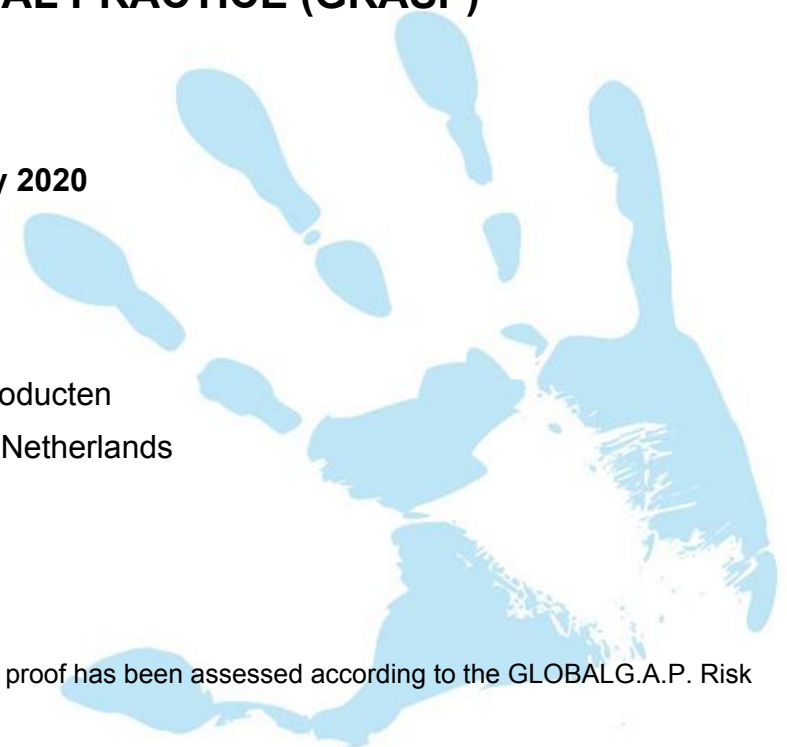 AL PRACTICE (GRASP)
y 2020
oducten
Netherlands
proof has been assessed according to the GLOBALG.A.P. Risk